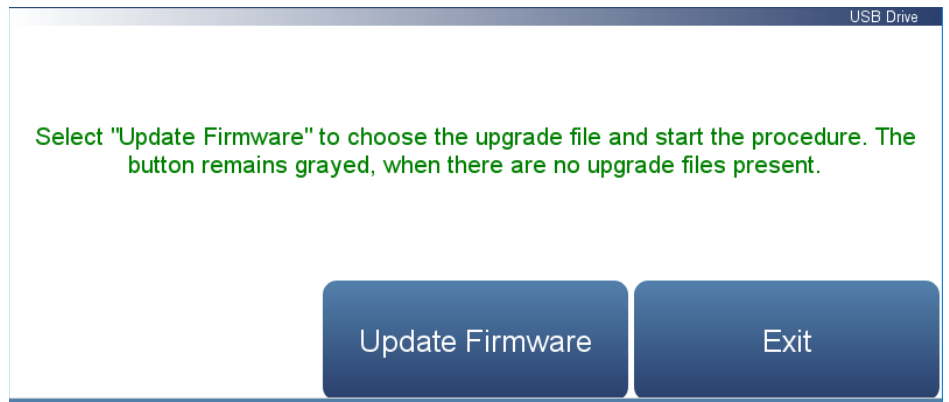 USB Drive
Select "Update Firmware" to choose the upgrade file and start the procedure. The
button remains grayed, when there are no upgrade files present.
Update Firmware
Exit